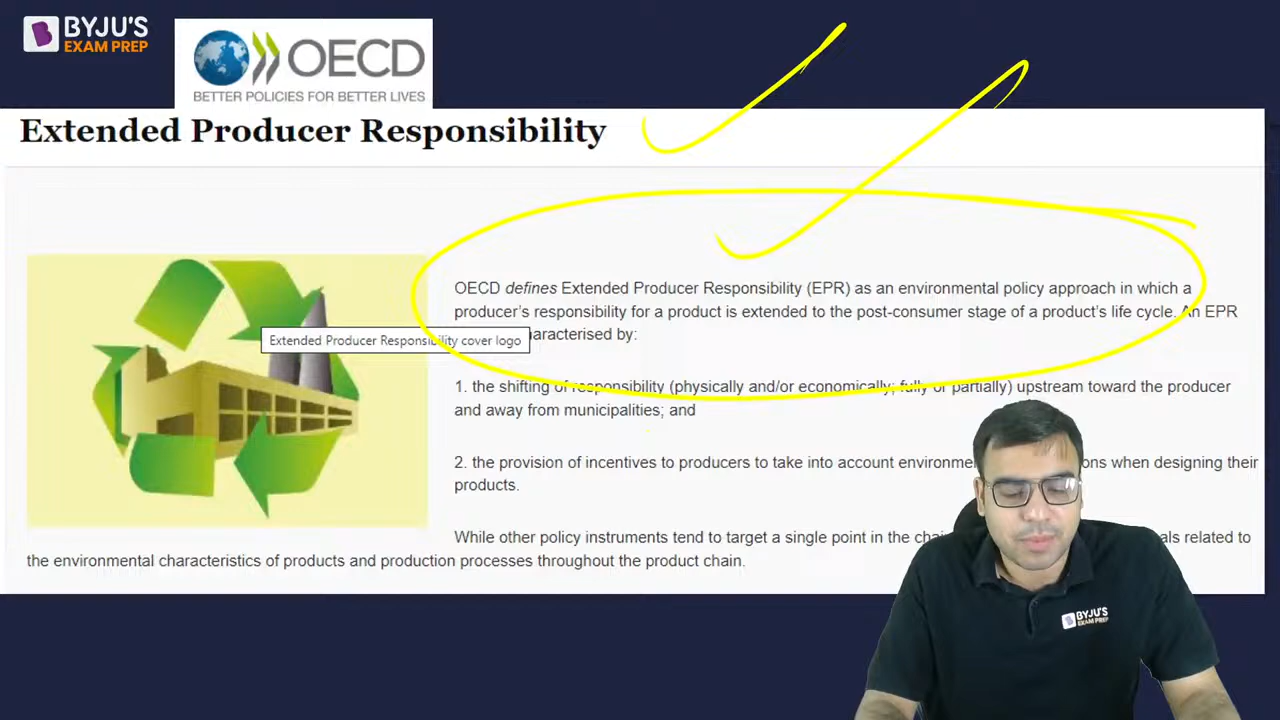 BYJU'S
EXAM PREP
OECD
BETTER POLICIES FOR BETTER LIVES
Extended Producer Responsibility
OECD defines Extended Producer Responsibility (EPR) as an environmental policy approach in which a
producer's responsibility for a product is extended to the post-consumer stage of a product's life cycle. An EPR
Extended Producer Responsibility cover logo
characterised by:
1. the shifting of responsibility (physically and/or economically; fully or partially) upstream toward the producer
and away from municipalities; and
2. the provision of incentives to producers to take into account when designing their
products.
While other policy instruments tend to target a single point in the related to
the environmental characteristics of products and production processes throughout the product chain.
BYJU'S
EXAM PREP